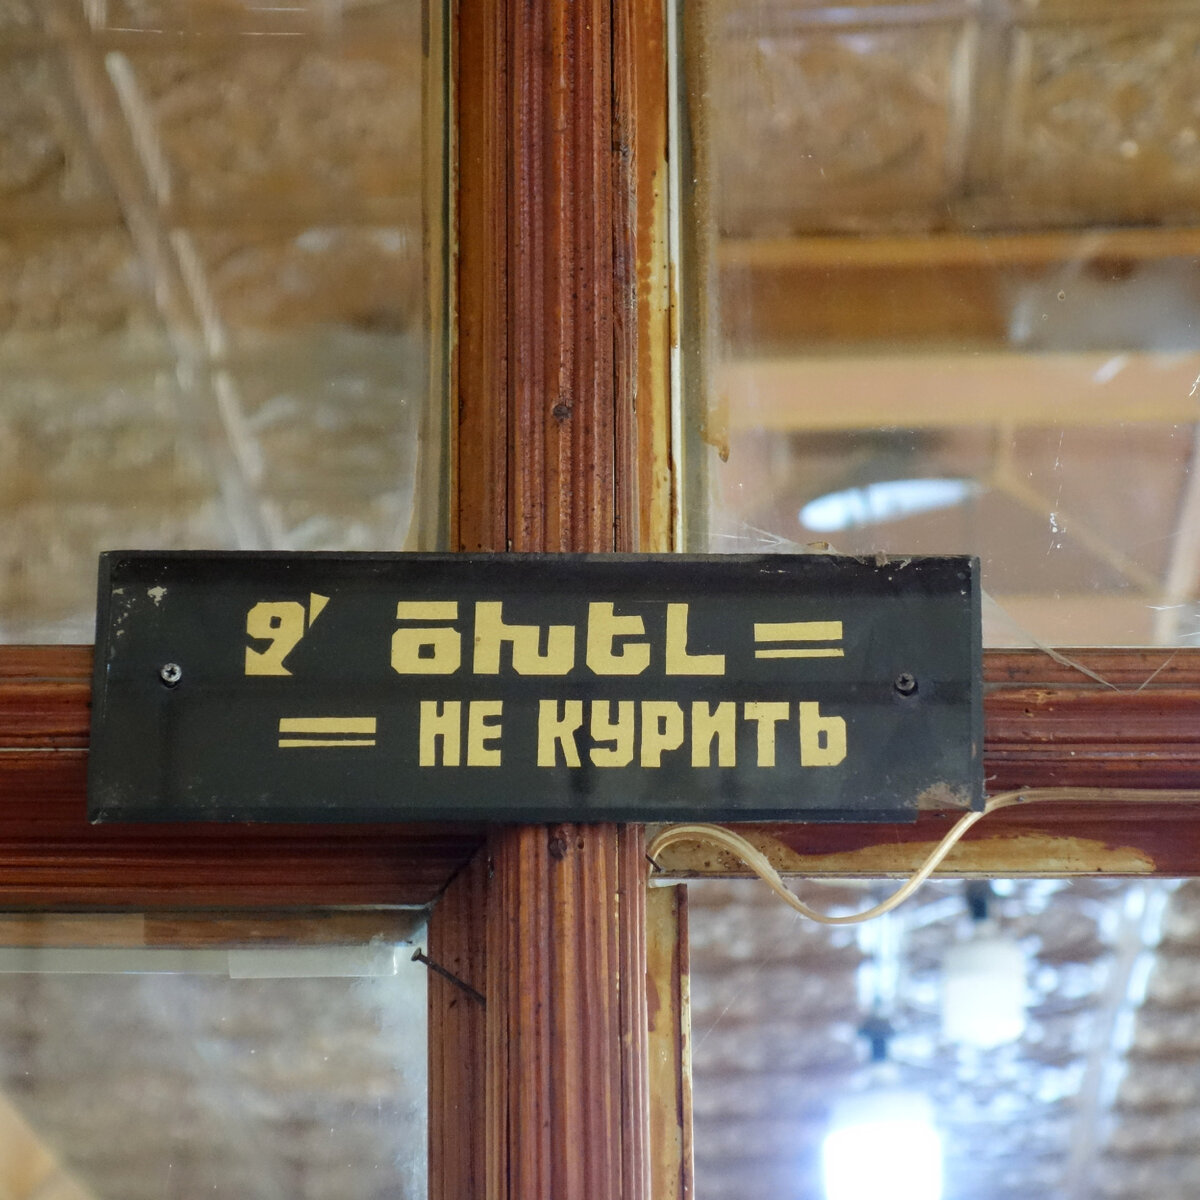 Չ՛ ԾԽԵԼ =
= НЕ КУРИТЬ